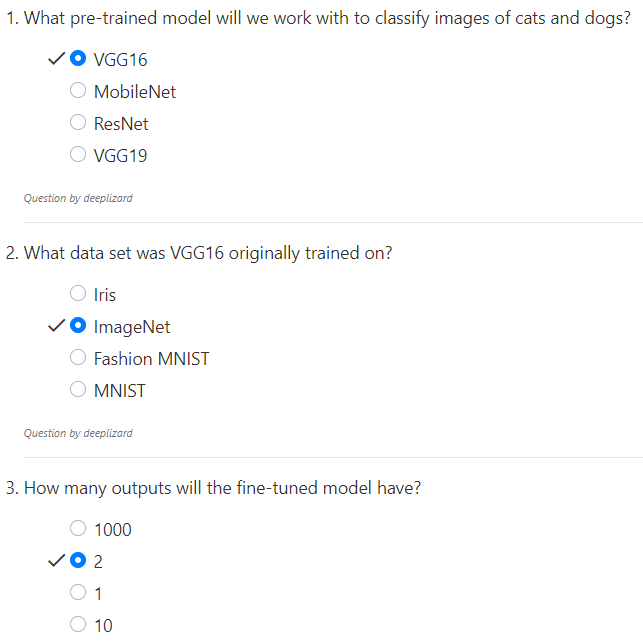 1. What pre-trained model will we work with to classify images of cats and dogs?
VGG16
MobileNet
ResNet
VGG19
Question by deeplizard
2. What data set was VGG16 originally trained on?
Iris
ImageNet
Fashion MNIST
MNIST
Question by deeplizard
3. How many outputs will the fine-tuned model have?
1000
2
1
10